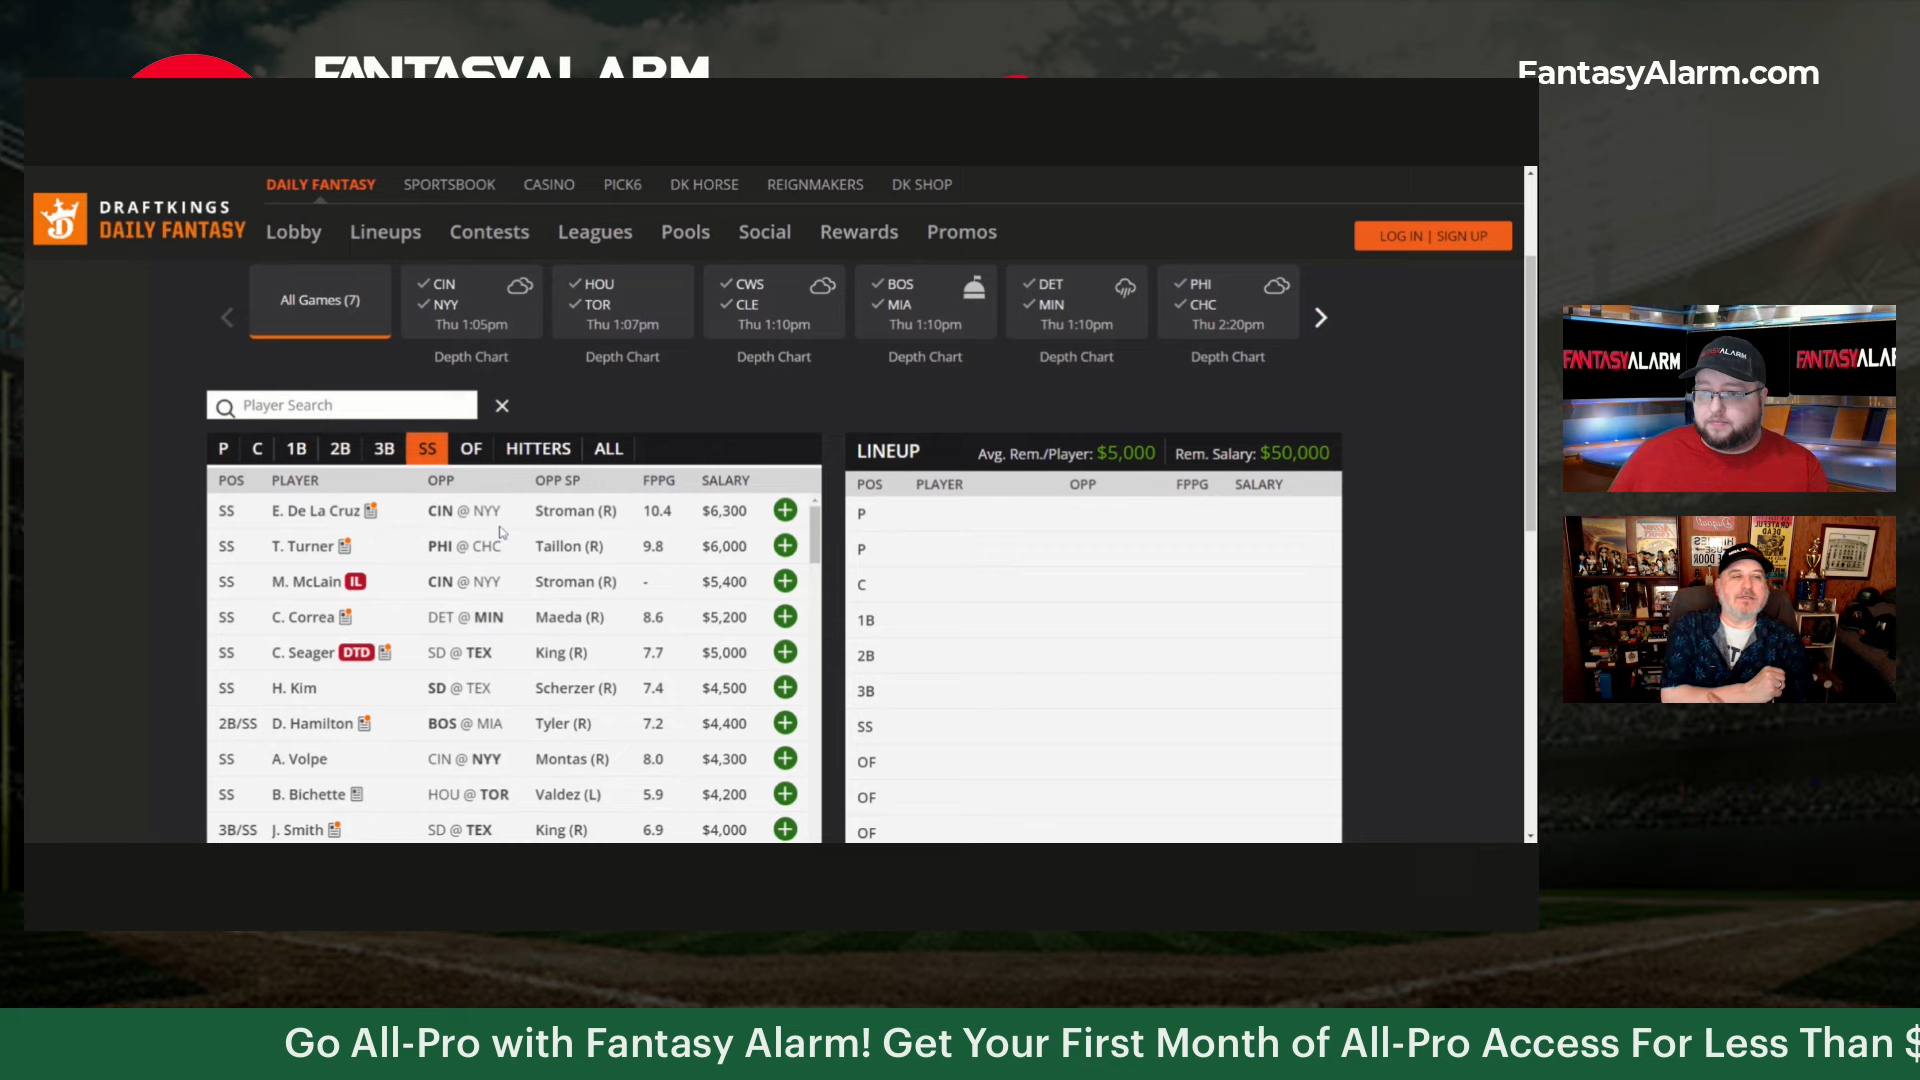 FANTASYALARM
FantasyAlarm.com
DAILY FANTASY SPORTSBOOK CASINO PICK6 DK HORSE REIGNMAKERS DK SHOP
DRAFTKINGS
DAILY FANTASY
Lobby Lineups Contests Leagues Pools Social Rewards Promos
LOG IN | SIGN UP
All Games (7)
CIN
NYY
Thu 1:05pm
Depth Chart
HOU
TOR
Thu 1:07pm
Depth Chart
CWS
CLE
Thu 1:10pm
Depth Chart
BOS
MIA
Thu 1:10pm
Depth Chart
DET
MIN
Thu 1:10pm
Depth Chart
PHI
CHC
Thu 2:20pm
Depth Chart
Player Search
P C 1B 2B 3B SS OF HITTERS ALL
POS PLAYER OPP OPP SP FPPG SALARY
SS E. De La Cruz CIN @ NYY Stroman (R) 10.4 $6,300
SS T. Turner PHI @ CHC Taillon (R) 9.8 $6,000
SS M. McLain IL CIN @ NYY Stroman (R) - $5,400
SS C. Correa DET @ MIN Maeda (R) 8.6 $5,200
SS C. Seager DTD SD @ TEX King (R) 7.7 $5,000
SS H. Kim SD @ TEX Scherzer (R) 7.4 $4,500
2B/SS D. Hamilton BOS @ MIA Tyler (R) 7.2 $4,400
SS A. Volpe CIN @ NYY Montas (R) 8.0 $4,300
SS B. Bichette HOU @ TOR Valdez (L) 5.9 $4,200
3B/SS J. Smith SD @ TEX King (R) 6.9 $4,000
LINEUP Avg. Rem./Player: $5,000 Rem. Salary: $50,000
POS PLAYER OPP FPPG SALARY
P
P
C
1B
2B
3B
SS
OF
OF
OF
FANTASYALARM
FANTASYALAR
GRATEFUL
DEAD
Go All-Pro with Fantasy Alarm! Get Your First Month of All-Pro Access For Less Than $